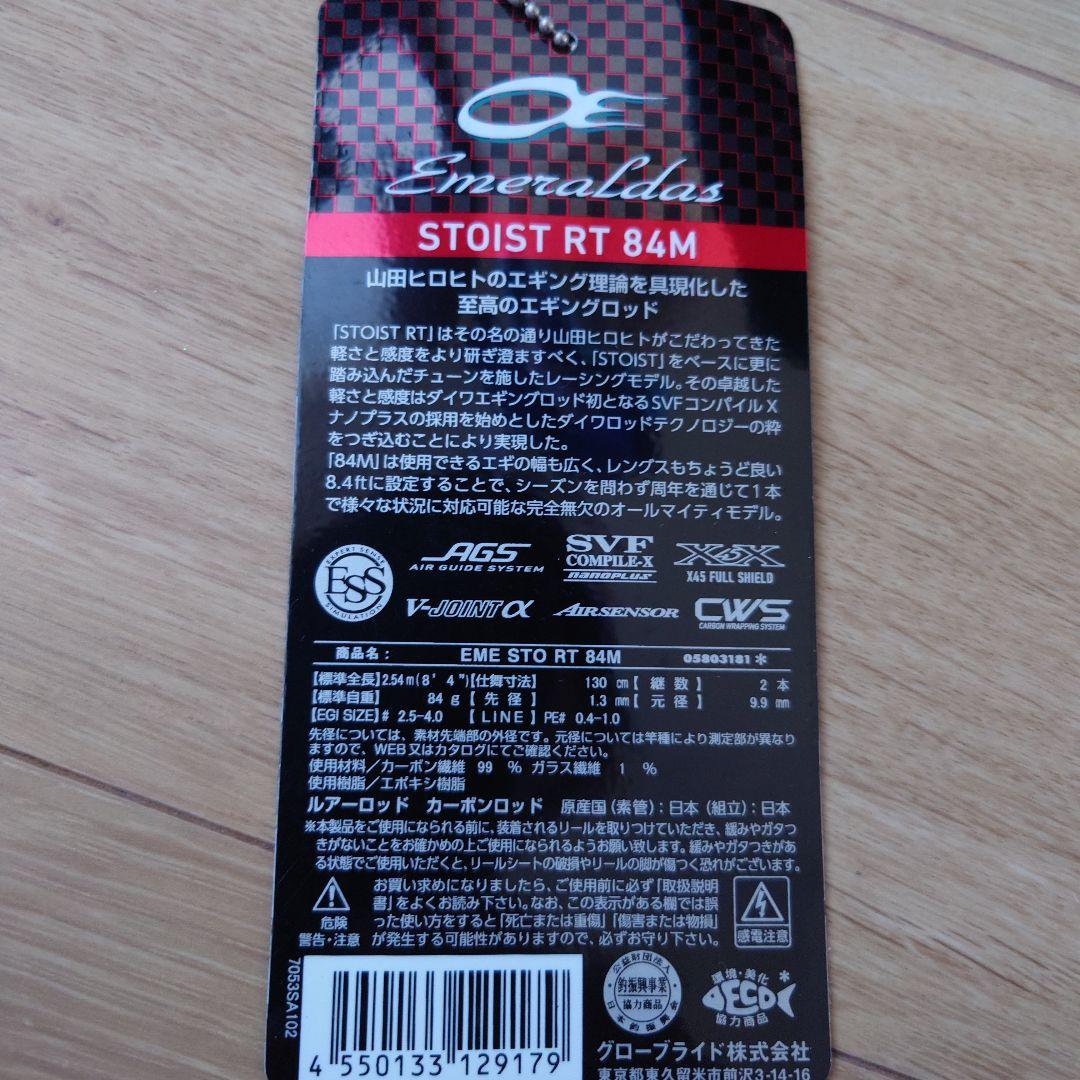 Emeraldas
STOIST RT 84M
山田ヒロヒトのエギング理論を具現化した
至高のエギングロッド
「STOIST RT」はその名の通り山田ヒロヒトがこだわってきた
軽さと感度をより研ぎ澄ますべく、「STOIST」をベースに更に
踏み込んだチューンを施したレーシングモデル。その卓越した
軽さと感度はダイワエギングロッド初となるSVFコンパイルX
ナノプラスの採用を始めとしたダイワロッドテクノロジーの粋
をつぎ込むことにより実現した。
「84M」は使用できるエギの幅も広く、レングスもちょうど良い
8.4ftに設定することで、シーズンを問わず周年を通じて1本
で様々な状況に対応可能な完全無欠のオールマイティモデル。
EXPERT SENSE
ESS
SIMULATION
AGS
AIR GUIDE SYSTEM
SVF
COMPILE-X
nanoplus
X45X
X45 FULL SHIELD
V-JOINTα
AIRSENSOR
CWS
CARBON WRAPPING SYSTEM
商品名: EME STO RT 84M 05803181*
【標準全長】2.54m(8'4")【仕舞寸法】 130 cm【継数】 2 本
【標準自重】 84 g【先径】 1.3 mm【元径】 9.9 mm
【EGI SIZE】# 2.5-4.0 【LINE】PE# 0.4-1.0
先径については、素材先端部の外径です。元径については竿種により測定部が異なり
ますので、WEB又はカタログにてご確認ください。
使用材料/カーボン繊維 99 % ガラス繊維 1 %
使用樹脂/エポキシ樹脂
ルアーロッド カーボンロッド 原産国(素管):日本(組立):日本
※本製品をご使用になられる前に、装着されるリールを取りつけていただき、緩みやガタつ
きがないことをお確かめの上ご使用になられるようお願い致します。緩みやガタつきがあ
る状態でご使用いただくと、リールシートの破損やリールの脚が傷つく恐れがございます。
危険
警告・注意
お買い求めになりましたら、ご使用前に必ず「取扱説明
書」をよくお読み下さい。なお、この表示がある欄では誤
った使い方をすると「死亡または重傷」「傷害または物損」
が発生する可能性がありますので、必ずお守り下さい。
感電注意
7053SA102
4 550133 129179
公益財団法人
釣振興事業
協力商品
日本釣振興会
環境・美化
DECO
協力商品
*
グローブライド株式会社
東京都東久留米市前沢3-14-16